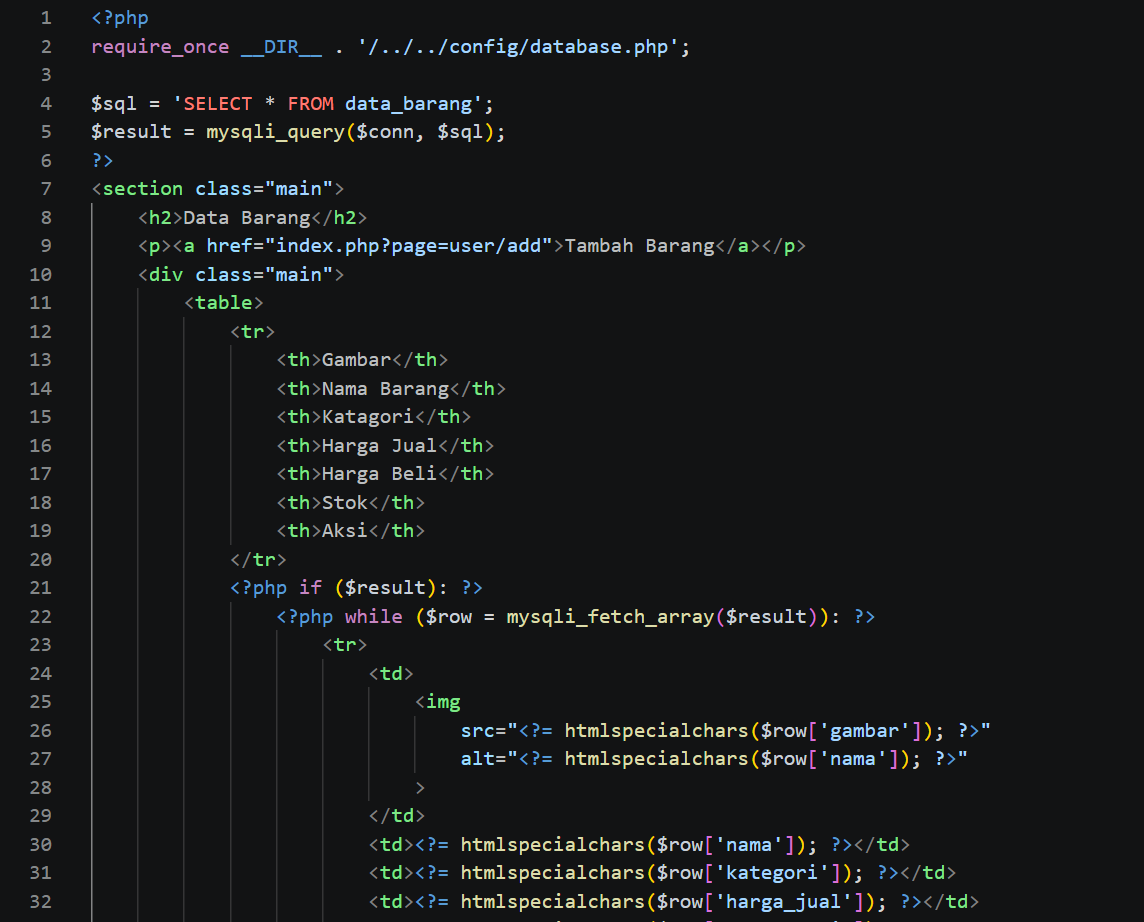 1 <?php
2 require_once __DIR__ . '/../../config/database.php';
3
4 $sql = 'SELECT * FROM data_barang';
5 $result = mysqli_query($conn, $sql);
6 ?>
7 <section class="main">
8 <h2>Data Barang</h2>
9 <p><a href="index.php?page=user/add">Tambah Barang</a></p>
10 <div class="main">
11 <table>
12 <tr>
13 <th>Gambar</th>
14 <th>Nama Barang</th>
15 <th>Katagori</th>
16 <th>Harga Jual</th>
17 <th>Harga Beli</th>
18 <th>Stok</th>
19 <th>Aksi</th>
20 </tr>
21 <?php if ($result): ?>
22 <?php while ($row = mysqli_fetch_array($result)): ?>
23 <tr>
24 <td>
25 <img
26 src="<?= htmlspecialchars($row['gambar']); ?>"
27 alt="<?= htmlspecialchars($row['nama']); ?>"
28 >
29 </td>
30 <td><?= htmlspecialchars($row['nama']); ?></td>
31 <td><?= htmlspecialchars($row['kategori']); ?></td>
32 <td><?= htmlspecialchars($row['harga_jual']); ?></td>